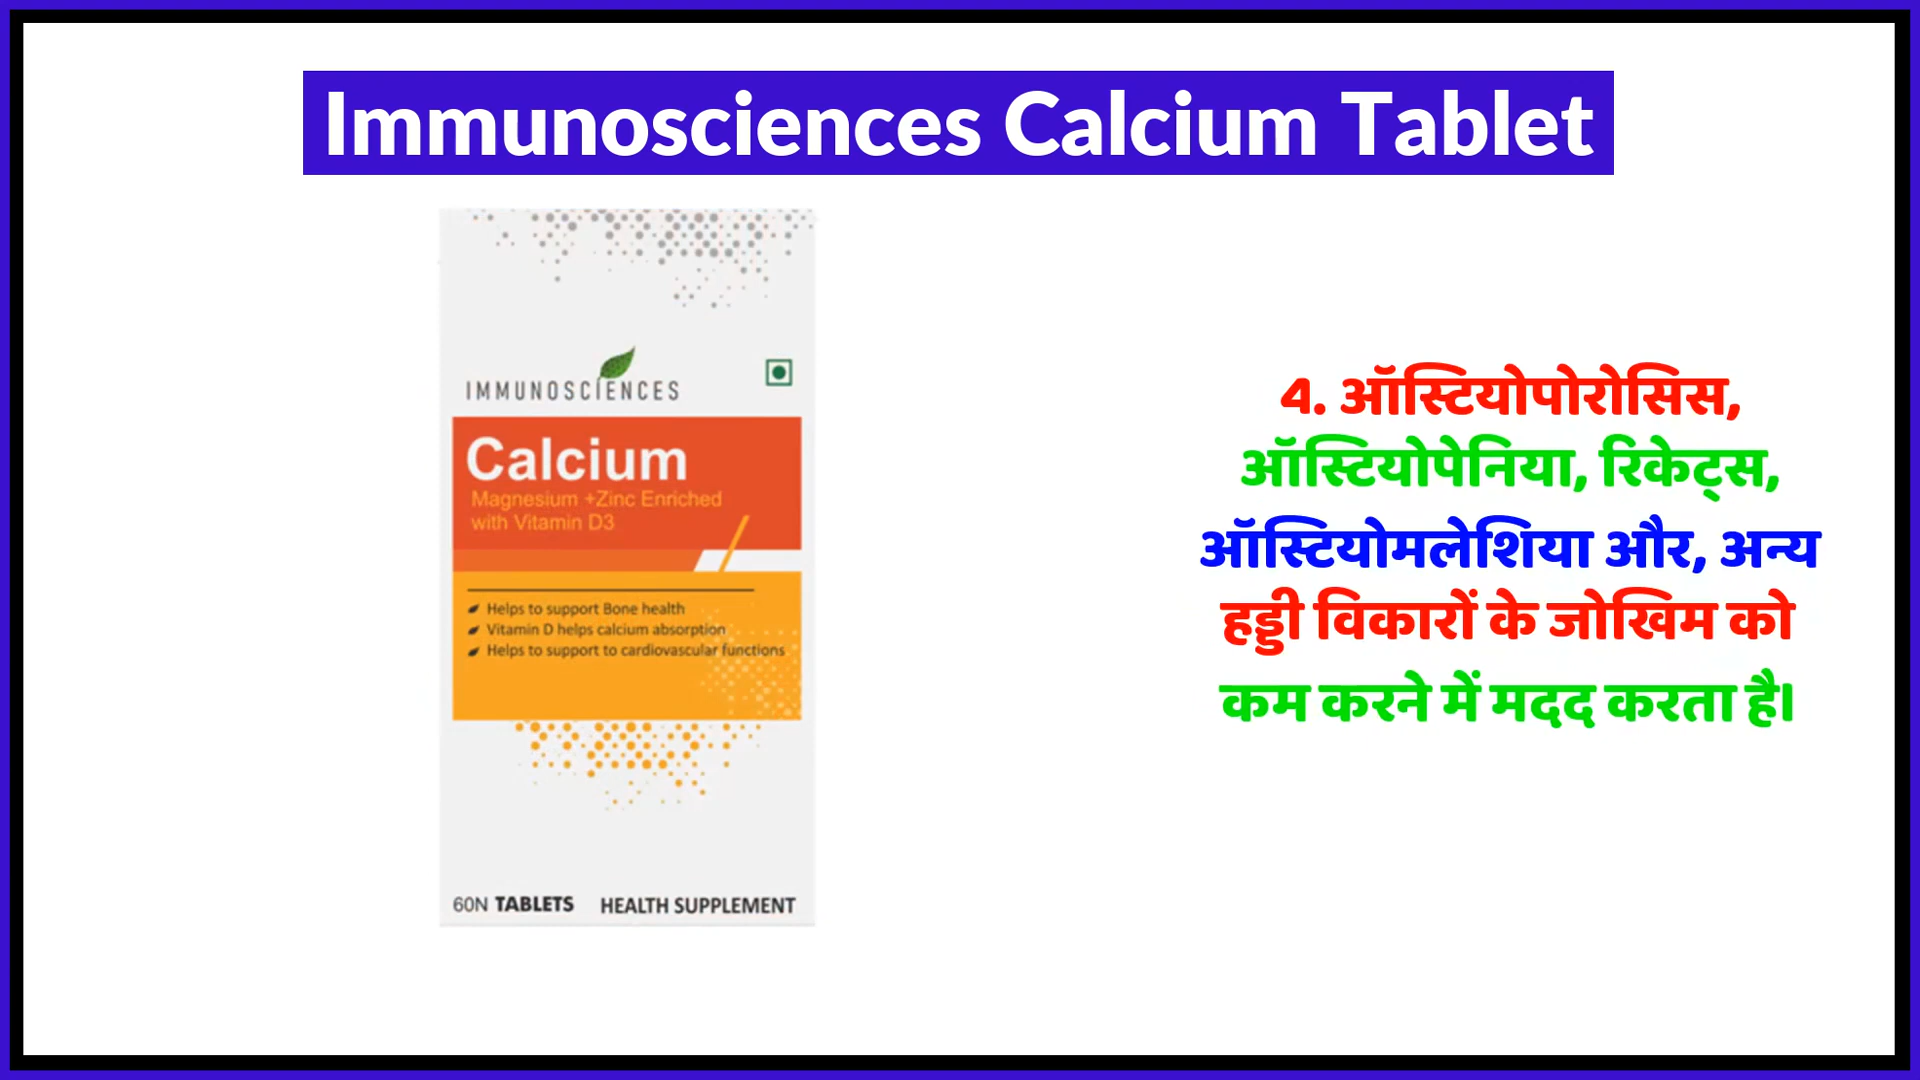 Immunosciences Calcium Tablet
IMMUNOSCIENCES
Calcium
Magnesium +Zinc Enriched
with Vitamin D3
Helps to support Bone health
Vitamin D helps calcium absorption
Helps to support to cardiovascular functions
60N TABLETS HEALTH SUPPLEMENT
4. ऑस्टियोपोरोसिस,
ऑस्टियोपेनिया, रिकेट्स,
ऑस्टियोमलेशिया और, अन्य
हड्डी विकारों के जोखिम को
कम करने में मदद करता है।